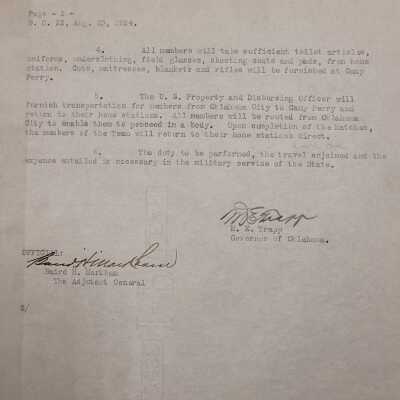 Page - 2 -
S. O. 22, Aug. 25, 1924.
4. All members will take sufficient toilet articles,
uniforms, underclothing, field glasses, shooting coats and pads, from home
station. Cots, mattresses, blankets and rifles will be furnished at Camp
Perry.
5. The U. S. Property and Disbursing Officer will
furnish transportation for members from Oklahoma City to Camp Perry and
return to their home stations. All members will be routed from Oklahoma
City to enable them to proceed in a body. Upon completion of the Matches,
the members of the Team will return to their home stations direct.
6. The duty to be performed, the travel enjoined and the
expense entailed is necessary in the military service of the State.
M E Trapp
M. E. Trapp
Governor of Oklahoma.
OFFICIAL:
Baird H Markham
Baird H. Markham
The Adjutant General